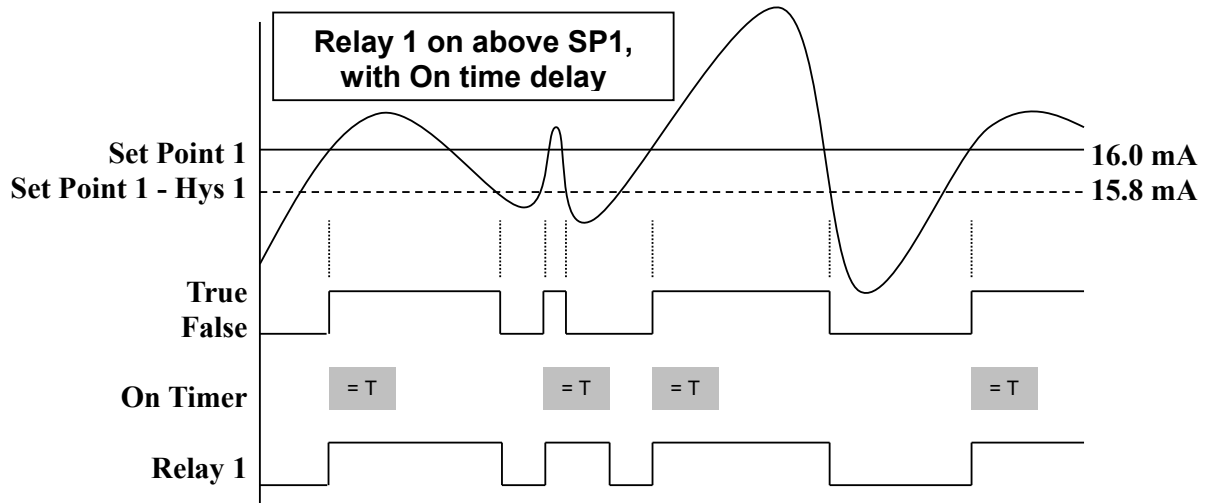 Relay 1 on above SP1,
with On time delay
Set Point 1
16.0 mA
Set Point 1 - Hys 1
15.8 mA
True
False
On Timer
= T
= T
= T
= T
Relay 1